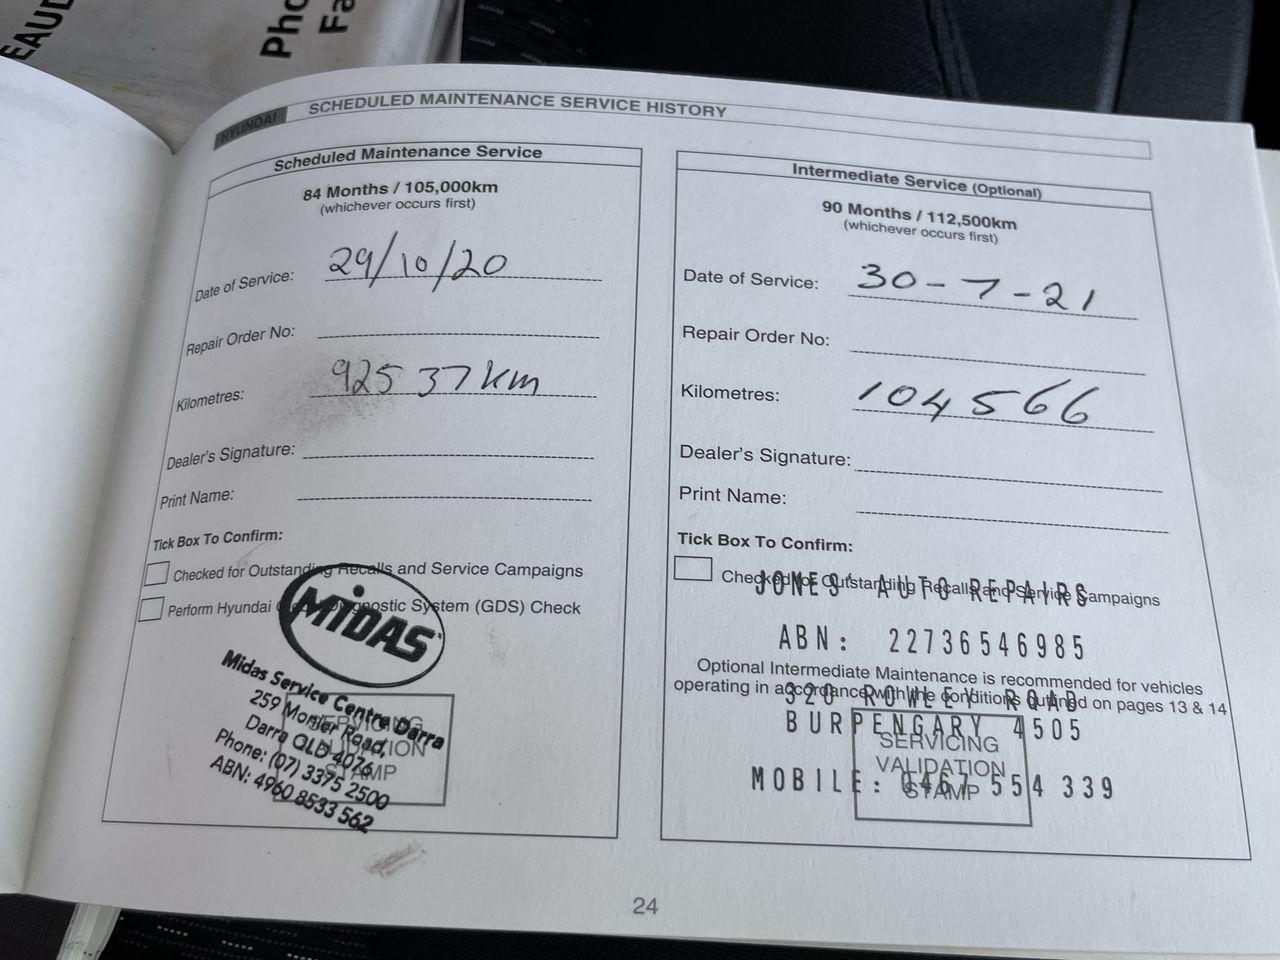 EAUD
Pho
Fa
HYUNDAI
SCHEDULED MAINTENANCE SERVICE HISTORY
Scheduled Maintenance Service
84 Months / 105,000km
(whichever occurs first)
Date of Service: 29/10/20
Repair Order No:
Kilometres: 92537km
Dealer's Signature:
Print Name:
Tick Box To Confirm:
Checked for Outstanding Recalls and Service Campaigns
Perform Hyundai Diagnostic System (GDS) Check
MIDAS
Midas Service Centre Darra
259 Monier Road,
Darra QLD 4076
Phone: (07) 3375 2500
ABN: 4960 8533 562
SERVICING
VALIDATION
STAMP
Intermediate Service (Optional)
90 Months / 112,500km
(whichever occurs first)
Date of Service: 30-7-21
Repair Order No:
Kilometres: 104566
Dealer's Signature:
Print Name:
Tick Box To Confirm:
Checked for Outstanding Recalls and Service Campaigns
JONES' AUTO REPAIRS
ABN: 22736546985
Optional Intermediate Maintenance is recommended for vehicles
operating in accordance with the conditions outlined on pages 13 & 14
320 ROWLEY ROAD
BURPENGARY 4505
SERVICING
VALIDATION
STAMP
MOBILE: 0467 554 339
24